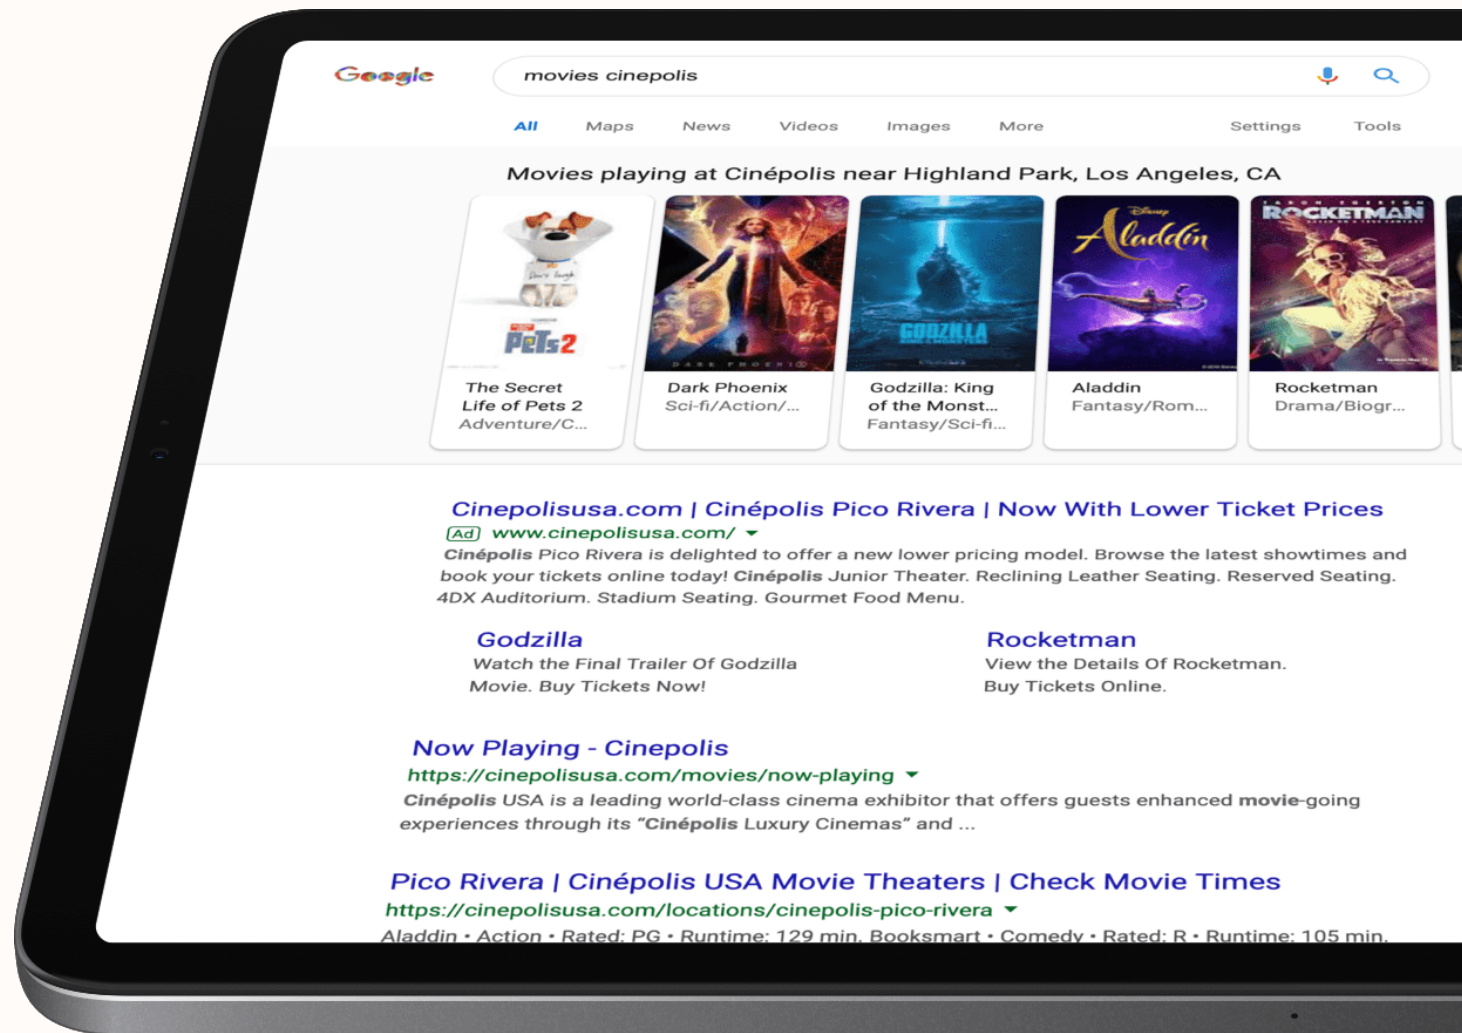 Google
movies cinepolis
All Maps News Videos Images More Settings Tools
Movies playing at Cinépolis near Highland Park, Los Angeles, CA
Disney
Aladdin
ROCKETMAN
PETS 2
DARK PHOENIX
GODZILLA
KING OF THE MONSTERS
The Secret
Life of Pets 2
Adventure/C...
Dark Phoenix
Sci-fi/Action/...
Godzilla: King
of the Monst...
Fantasy/Sci-fi...
Aladdin
Fantasy/Rom...
Rocketman
Drama/Biogr...
Cinepolisusa.com | Cinépolis Pico Rivera | Now With Lower Ticket Prices
Ad www.cinepolisusa.com/
Cinépolis Pico Rivera is delighted to offer a new lower pricing model. Browse the latest showtimes and
book your tickets online today! Cinépolis Junior Theater. Reclining Leather Seating. Reserved Seating.
4DX Auditorium. Stadium Seating. Gourmet Food Menu.
Godzilla
Watch the Final Trailer Of Godzilla
Movie. Buy Tickets Now!
Rocketman
View the Details Of Rocketman.
Buy Tickets Online.
Now Playing - Cinepolis
https://cinepolisusa.com/movies/now-playing
Cinépolis USA is a leading world-class cinema exhibitor that offers guests enhanced movie-going
experiences through its “Cinépolis Luxury Cinemas” and ...
Pico Rivera | Cinépolis USA Movie Theaters | Check Movie Times
https://cinepolisusa.com/locations/cinepolis-pico-rivera
Aladdin • Action • Rated: PG • Runtime: 129 min. Booksmart • Comedy • Rated: R • Runtime: 105 min.